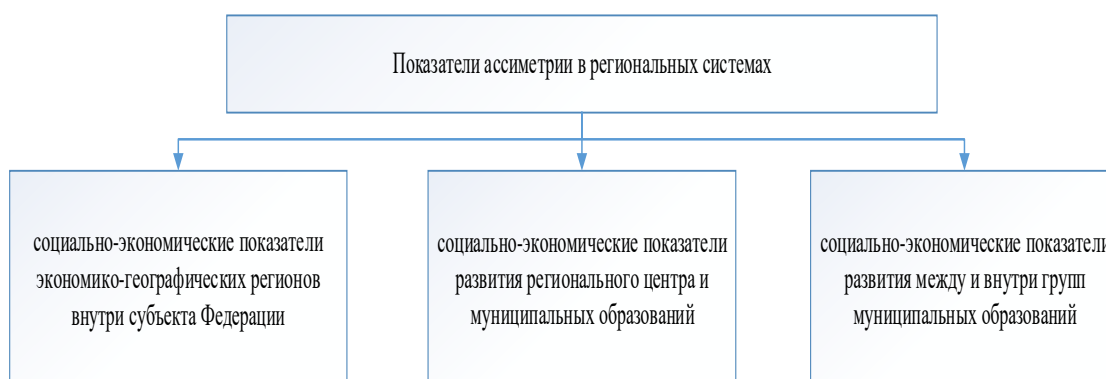 Показатели ассиметрии в региональных системах
социально-экономические показатели
экономико-географических регионов
внутри субъекта Федерации
социально-экономические показатели
развития регионального центра и
муниципальных образований
социально-экономические показатели
развития между и внутри групп
муниципальных образований